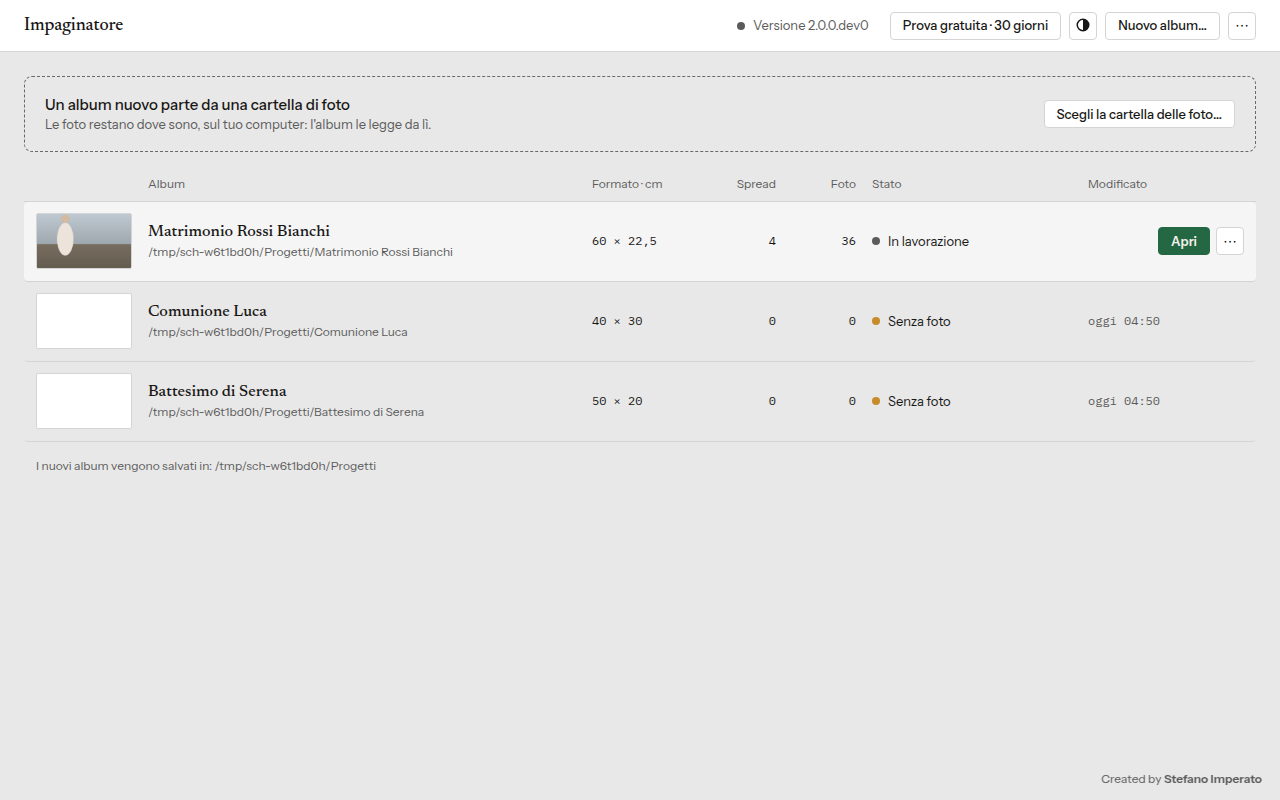 Impaginatore
Versione 2.0.0.dev0
Prova gratuita · 30 giorni
Nuovo album…
⋯
Un album nuovo parte da una cartella di foto
Le foto restano dove sono, sul tuo computer: l'album le legge da lì.
Scegli la cartella delle foto…
Album Formato · cm Spread Foto Stato Modificato
Matrimonio Rossi Bianchi
/tmp/sch-w6t1bd0h/Progetti/Matrimonio Rossi Bianchi
60 × 22,5 4 36 In lavorazione Apri ⋯
Comunione Luca
/tmp/sch-w6t1bd0h/Progetti/Comunione Luca
40 × 30 0 0 Senza foto oggi 04:50
Battesimo di Serena
/tmp/sch-w6t1bd0h/Progetti/Battesimo di Serena
50 × 20 0 0 Senza foto oggi 04:50
I nuovi album vengono salvati in: /tmp/sch-w6t1bd0h/Progetti
Created by Stefano Imperato